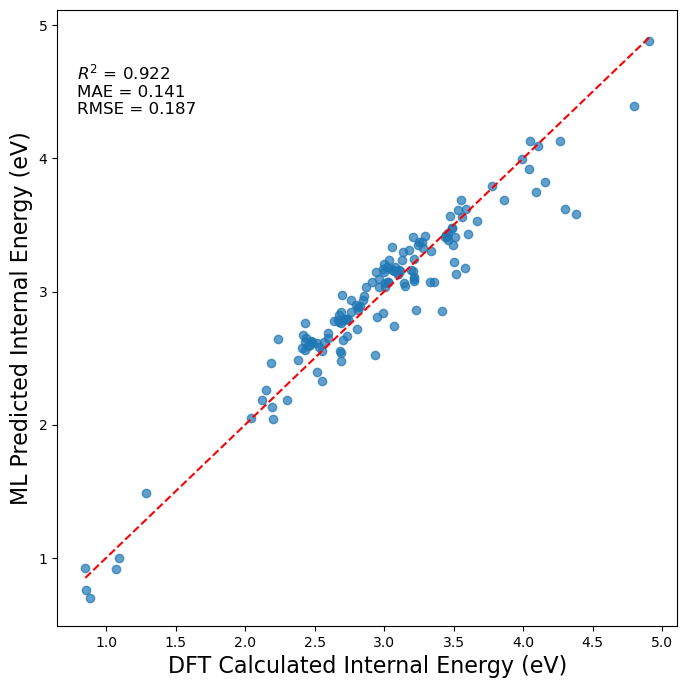 R² = 0.922
MAE = 0.141
RMSE = 0.187
5
4
3
2
1
ML Predicted Internal Energy (eV)
1.0 1.5 2.0 2.5 3.0 3.5 4.0 4.5 5.0
DFT Calculated Internal Energy (eV)